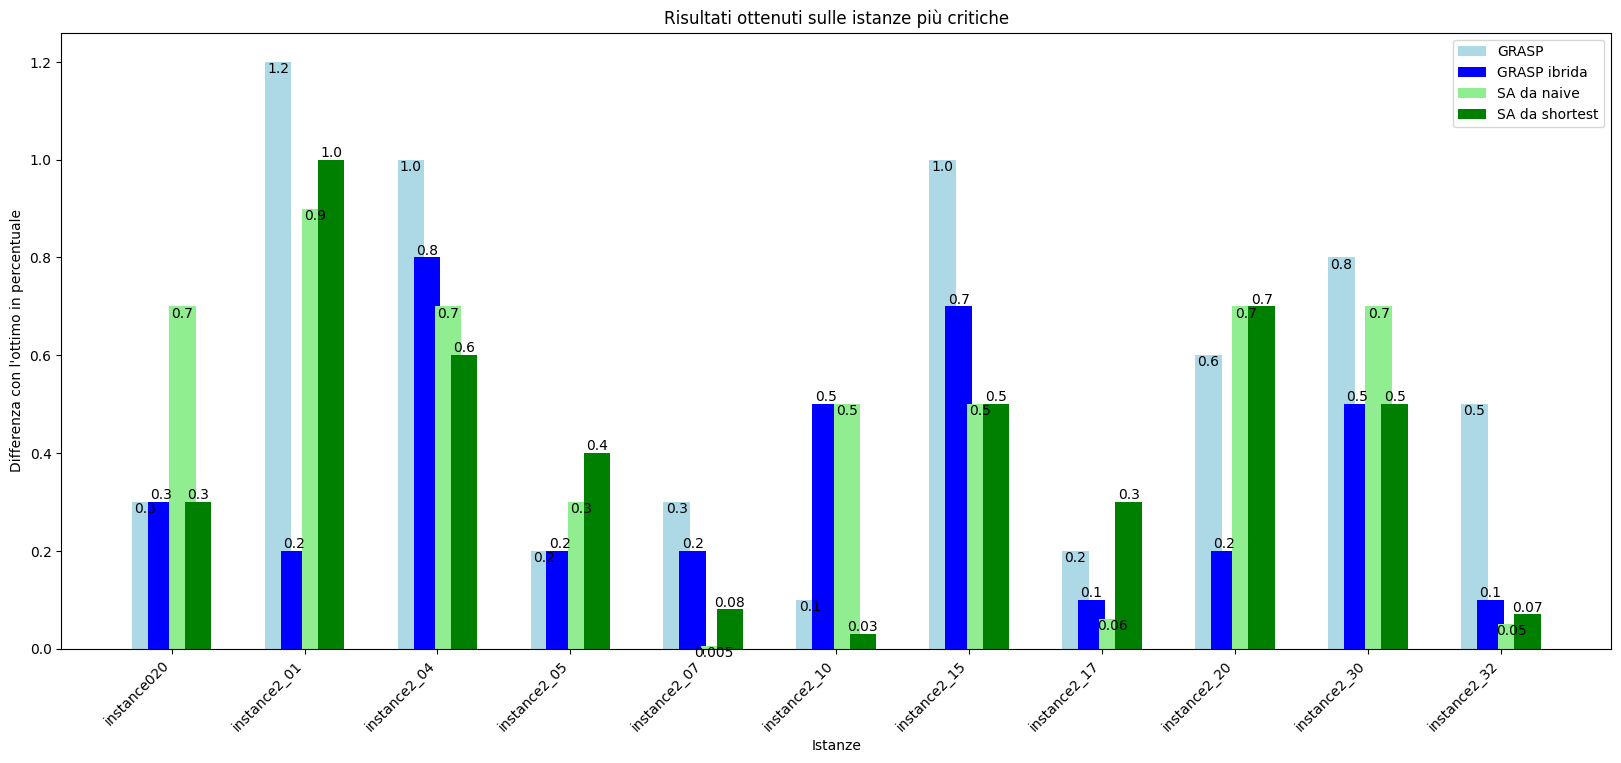 Risultati ottenuti sulle istanze più critiche
GRASP
GRASP ibrida
SA da naive
SA da shortest
Differenza con l'ottimo in percentuale
1.2
1.0
0.8
0.6
0.4
0.2
0.0
0.3
0.3
0.7
0.3
1.2
0.2
0.9
1.0
1.0
0.8
0.7
0.6
0.2
0.2
0.3
0.4
0.3
0.2
0.005
0.08
0.1
0.5
0.5
0.03
1.0
0.7
0.5
0.5
0.2
0.1
0.06
0.3
0.6
0.2
0.7
0.7
0.8
0.5
0.7
0.5
0.5
0.1
0.05
0.07
instance020
instance2_01
instance2_04
instance2_05
instance2_07
instance2_10
instance2_15
instance2_17
instance2_20
instance2_30
instance2_32
Istanze